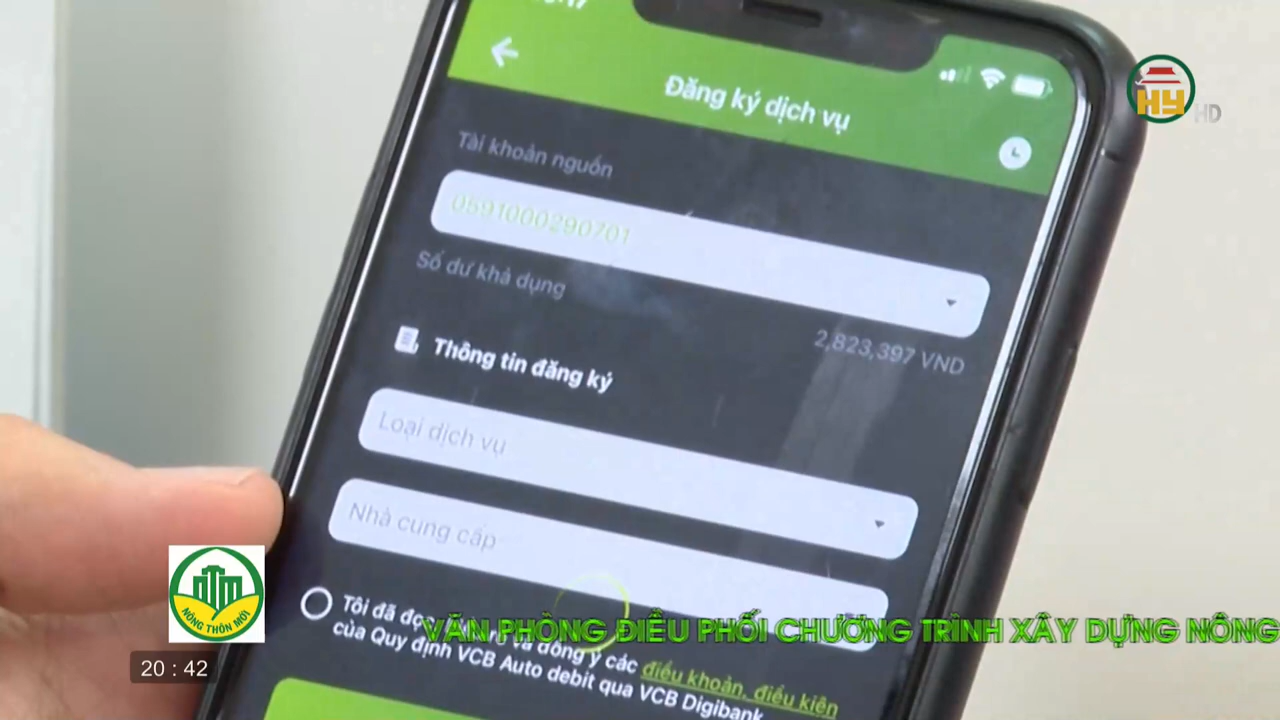 Đăng ký dịch vụ
HY HD
Tài khoản nguồn
0591000290701
Số dư khả dụng
2,823,397 VND
Thông tin đăng ký
Loại dịch vụ
Nhà cung cấp
Tôi đã đọc và đồng ý các điều khoản, điều kiện
của Quy định VCB Auto debit qua VCB Digibank
VĂN PHÒNG ĐIỀU PHỐI CHƯƠNG TRÌNH XÂY DỰNG NÔNG
NTM
NÔNG THÔN MỚI
20 : 42